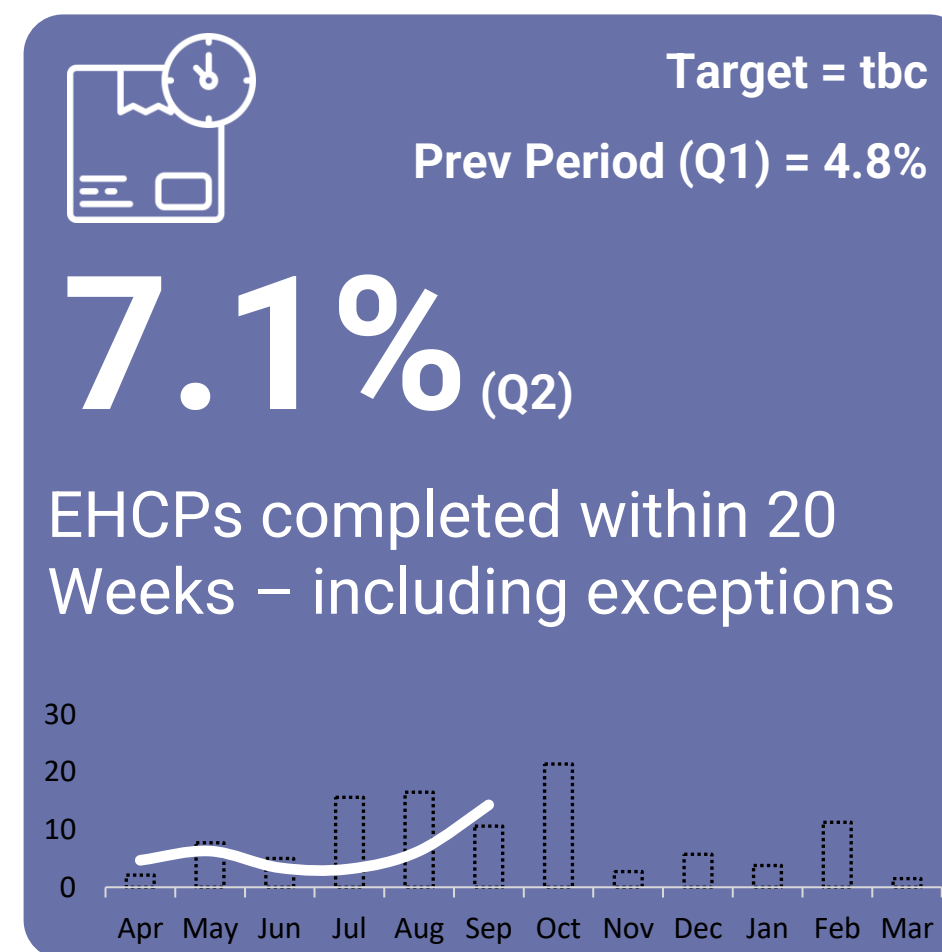 Target = tbc
Prev Period (Q1) = 4.8%
7.1% (Q2)
EHCPs completed within 20
Weeks – including exceptions
30
20
10
0
Apr May Jun Jul Aug Sep Oct Nov Dec Jan Feb Mar